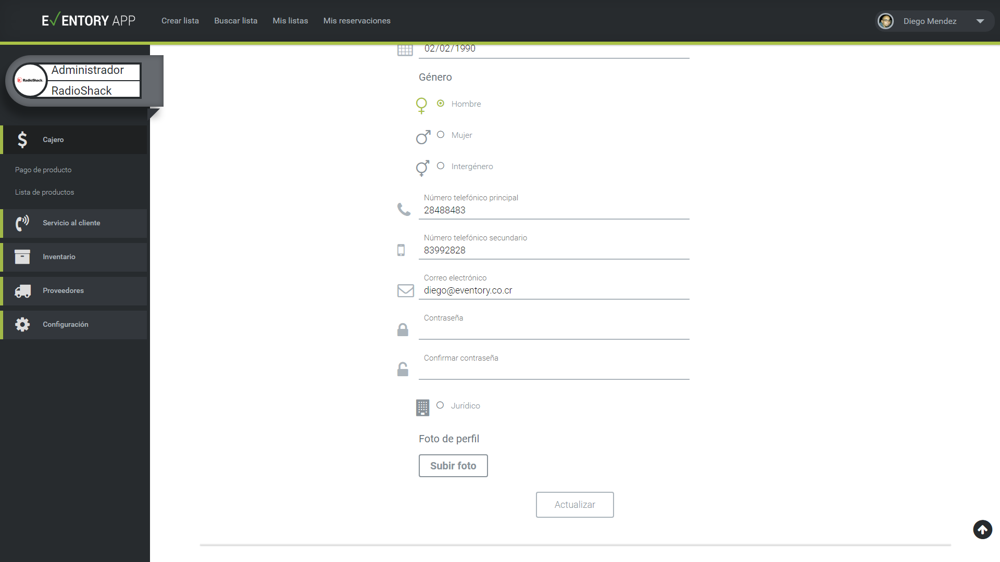 EVENTORY APP
Crear lista
Buscar lista
Mis listas
Mis reservaciones
Diego Mendez
RadioShack.
Administrador
RadioShack
Cajero
Pago de producto
Lista de productos
Servicio al cliente
Inventario
Proveedores
Configuración
02/02/1990
Género
Hombre
Mujer
Intergénero
Número telefónico principal
28488483
Número telefónico secundario
83992828
Correo electrónico
diego@eventory.co.cr
Contraseña
Confirmar contraseña
Jurídico
Foto de perfil
Subir foto
Actualizar